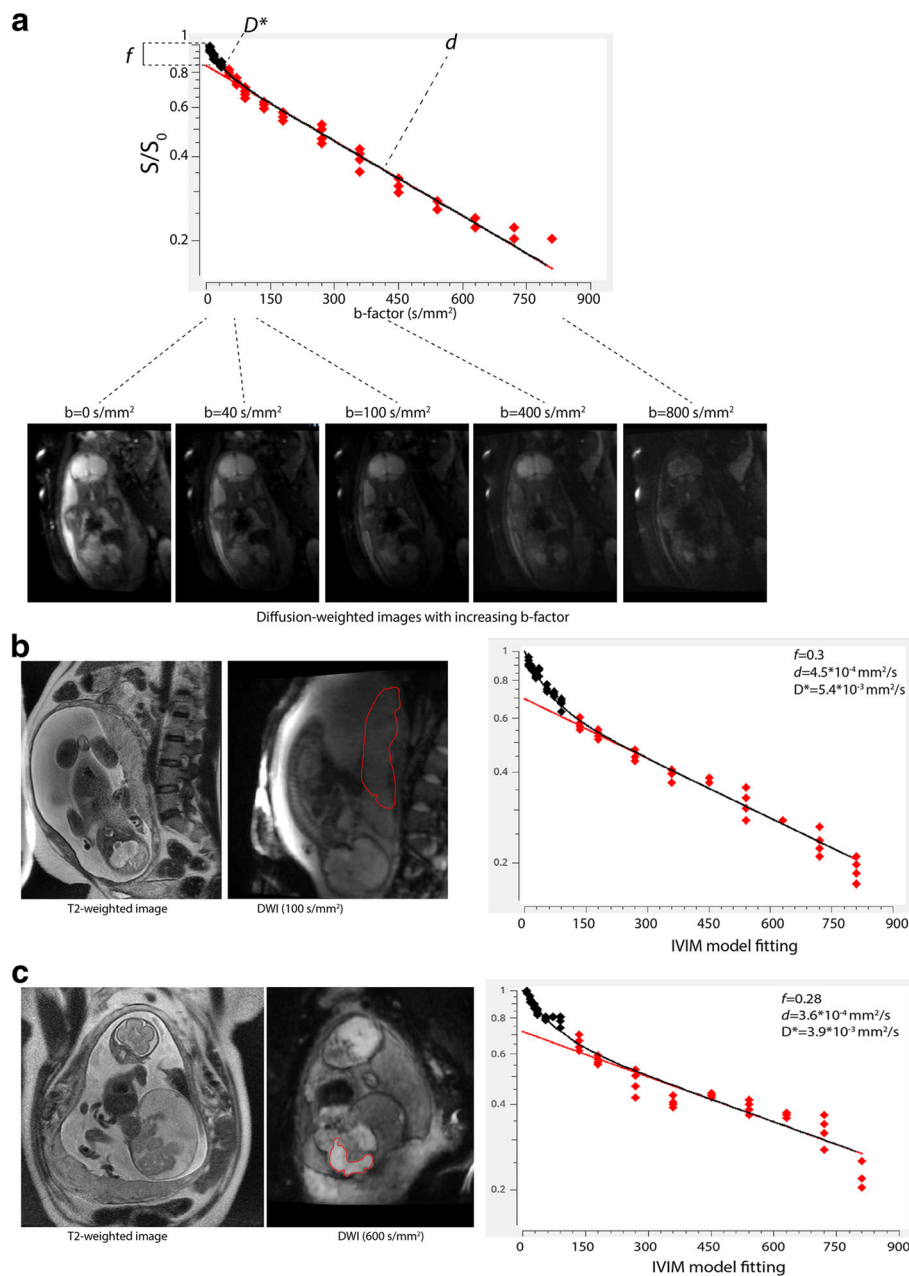 a
D*
d
f
1
0.8
0.6
0.4
0.2
S/S₀
0 150 300 450 600 750 900
b-factor (s/mm²)
b=0 s/mm² b=40 s/mm² b=100 s/mm² b=400 s/mm² b=800 s/mm²
Diffusion-weighted images with increasing b-factor
b
T2-weighted image
DWI (100 s/mm²)
1
0.8
0.6
0.4
0.2
f=0.3
d=4.5*10⁻⁴ mm²/s
D*=5.4*10⁻³ mm²/s
0 150 300 450 600 750 900
IVIM model fitting
c
T2-weighted image
DWI (600 s/mm²)
1
0.8
0.6
0.4
0.2
f=0.28
d=3.6*10⁻⁴ mm²/s
D*=3.9*10⁻³ mm²/s
0 150 300 450 600 750 900
IVIM model fitting